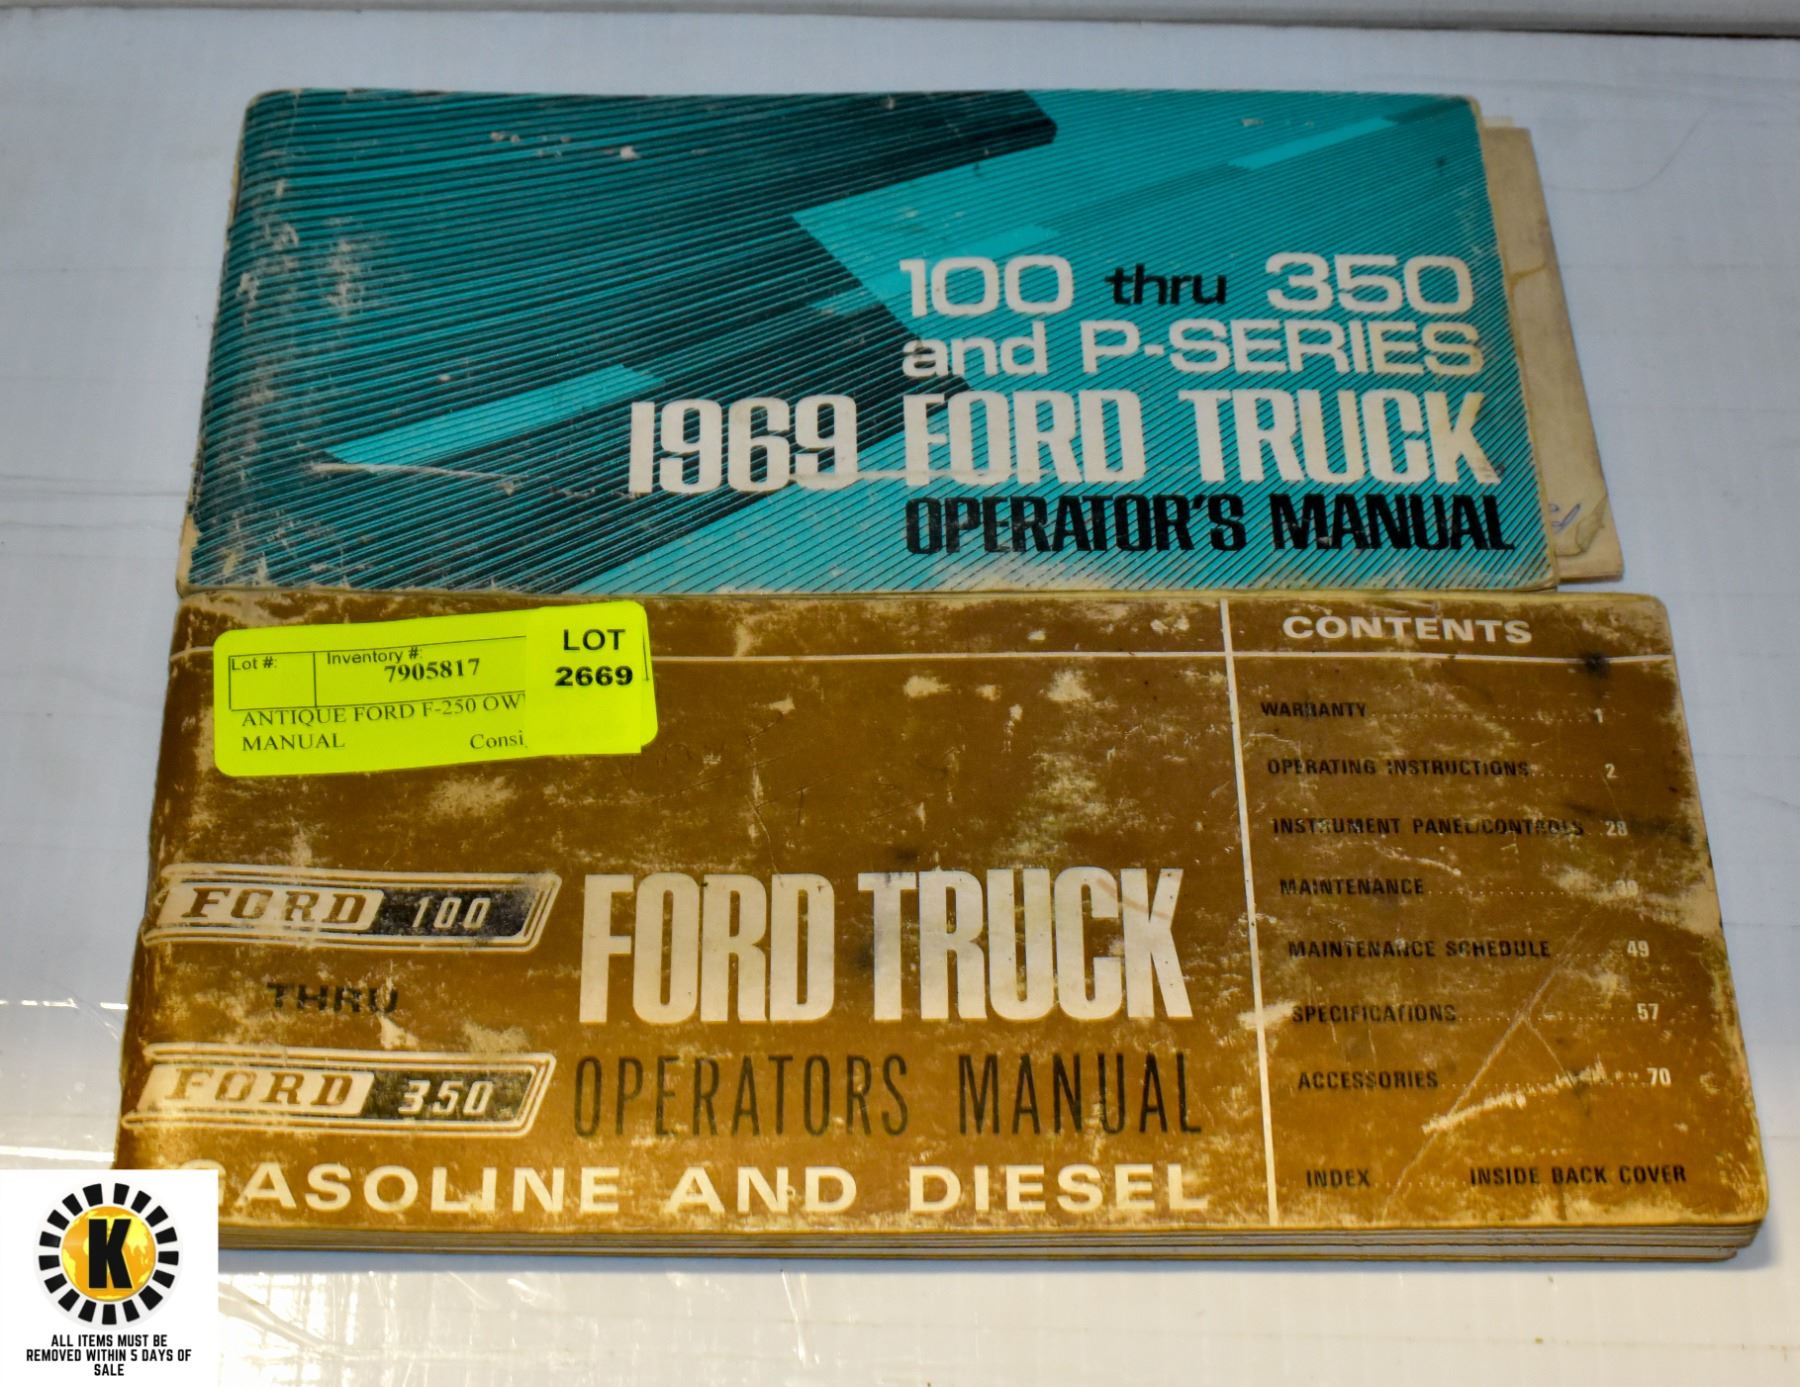 100 thru 350
and P-SERIES
1969 FORD TRUCK
OPERATOR'S MANUAL
Lot #:
Inventory #:
7905817
LOT
2669
ANTIQUE FORD F-250 OW
MANUAL Consi
CONTENTS
WARRANTY 1
OPERATING INSTRUCTIONS 2
INSTRUMENT PANEL/CONTROLS 28
MAINTENANCE
MAINTENANCE SCHEDULE 49
SPECIFICATIONS 57
ACCESSORIES 70
INDEX INSIDE BACK COVER
FORD 100
THRU
FORD 350
FORD TRUCK
OPERATORS MANUAL
GASOLINE AND DIESEL
K
ALL ITEMS MUST BE
REMOVED WITHIN 5 DAYS OF
SALE